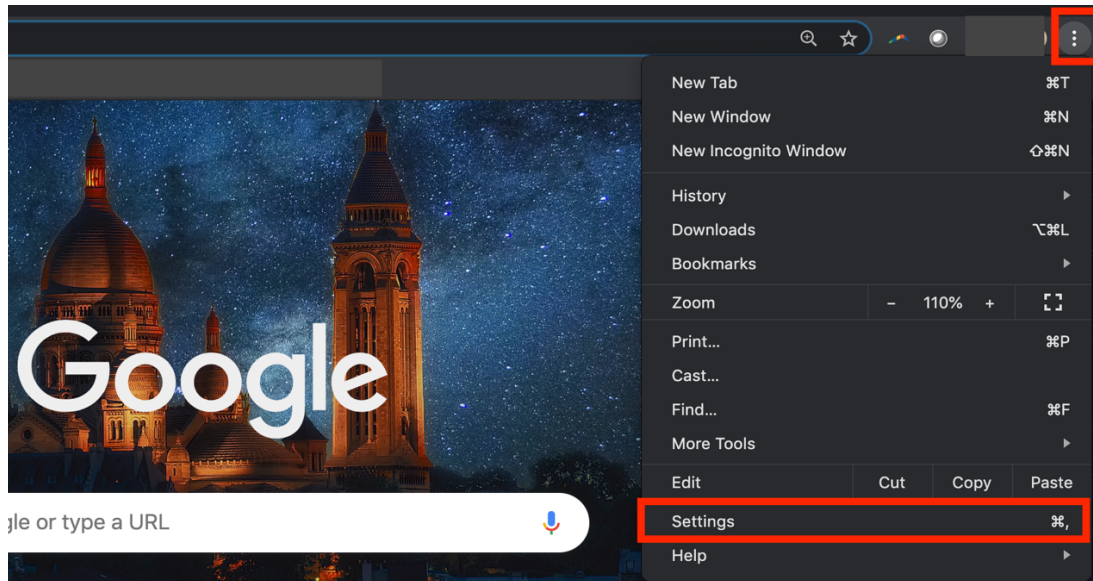 New Tab ⌘T
New Window ⌘N
New Incognito Window ⇧⌘N
History
Downloads ⌥⌘L
Bookmarks
Zoom - 110% +
Print... ⌘P
Cast...
Find... ⌘F
More Tools
Edit Cut Copy Paste
Settings ⌘,
Help
Google
gle or type a URL